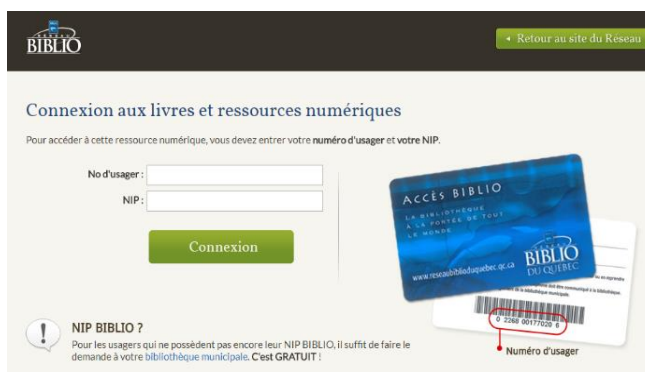 RÉSEAU
BIBLIO
Retour au site du Réseau
Connexion aux livres et ressources numériques
Pour accéder à cette ressource numérique, vous devez entrer votre numéro d'usager et votre NIP.
No d'usager :
NIP :
Connexion
ACCÈS BIBLIO
LA BIBLIOTHÈQUE
À LA PORTÉE DE TOUT
LE MONDE
www.reseaubiblioduquebec.qc.ca
BIBLIO
DU QUÉBEC
0 2268 00177020 6
Numéro d'usager
NIP BIBLIO ?
Pour les usagers qui ne possèdent pas encore leur NIP BIBLIO, il suffit de faire le
demande à votre bibliothèque municipale. C'est GRATUIT !